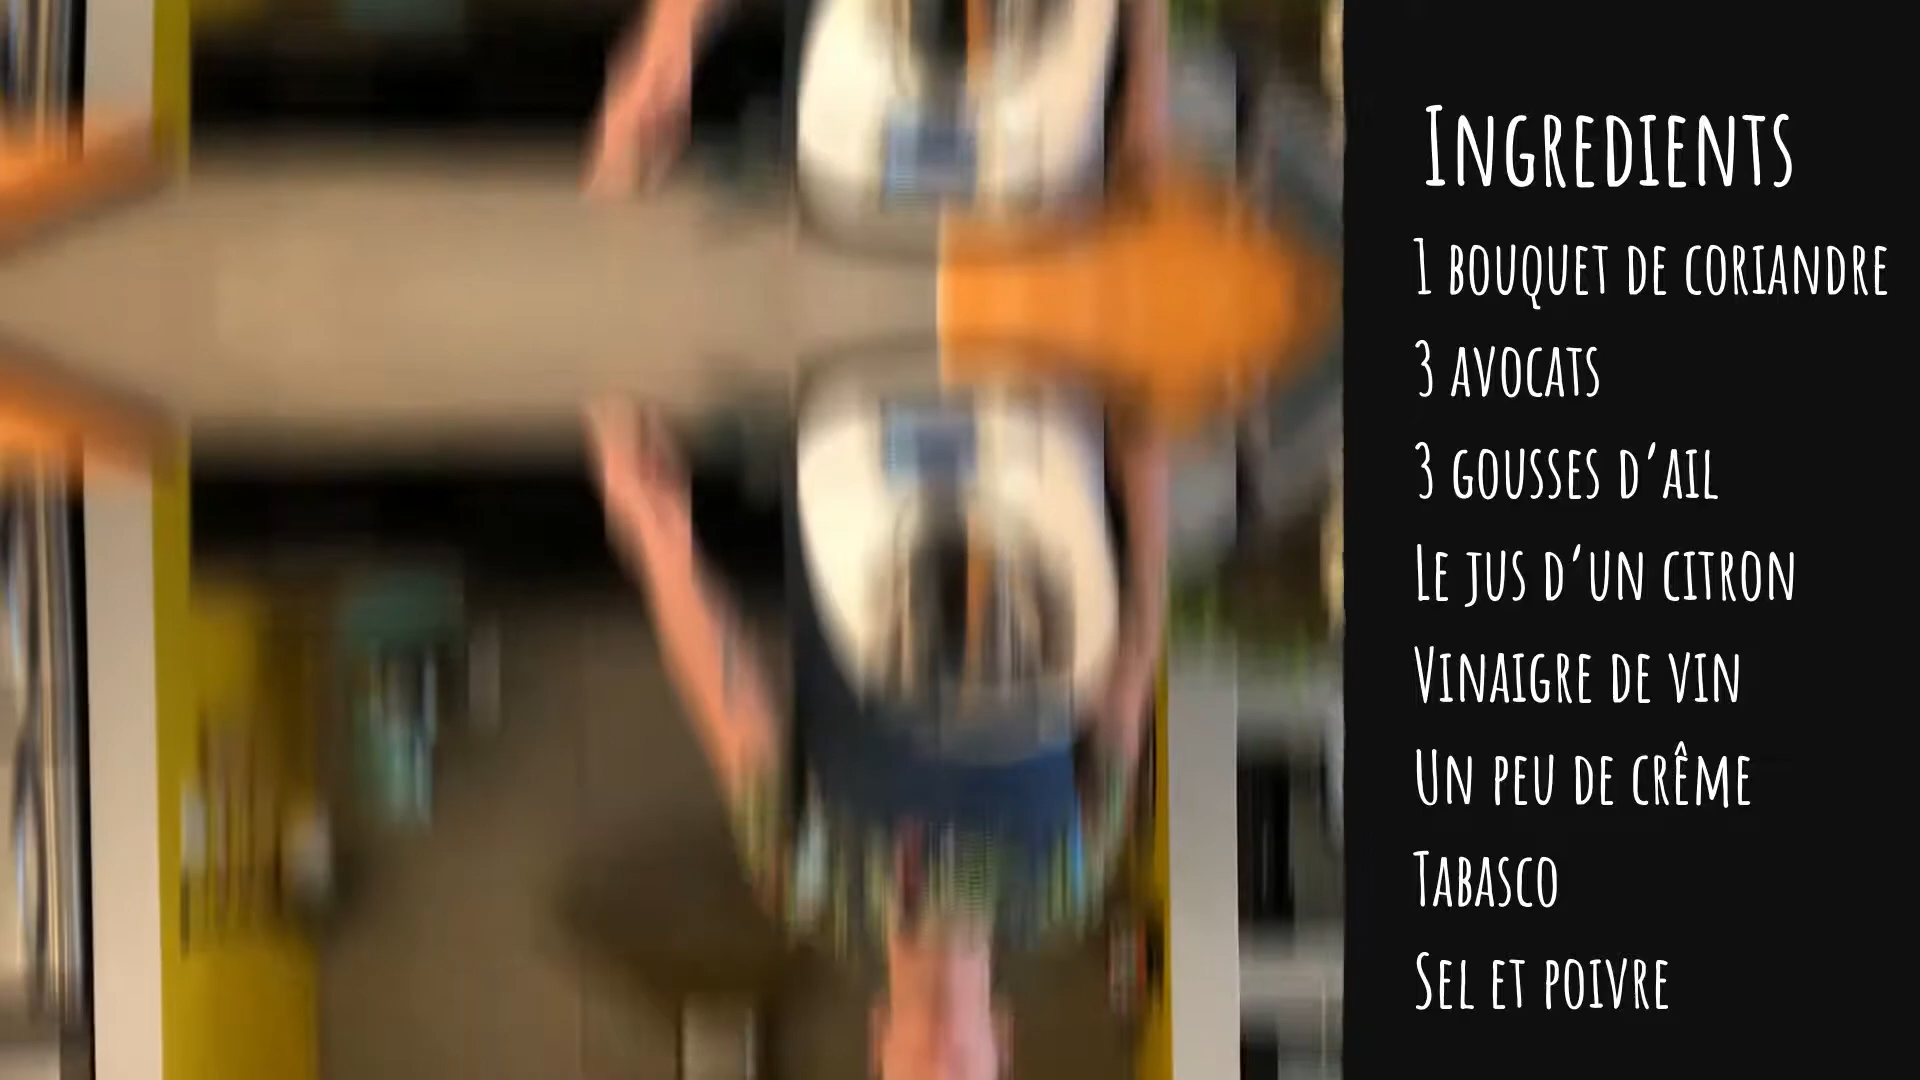 Ingredients
1 bouquet de coriandre
3 avocats
3 gousses d'ail
Le jus d'un citron
Vinaigre de vin
Un peu de crême
Tabasco
Sel et poivre